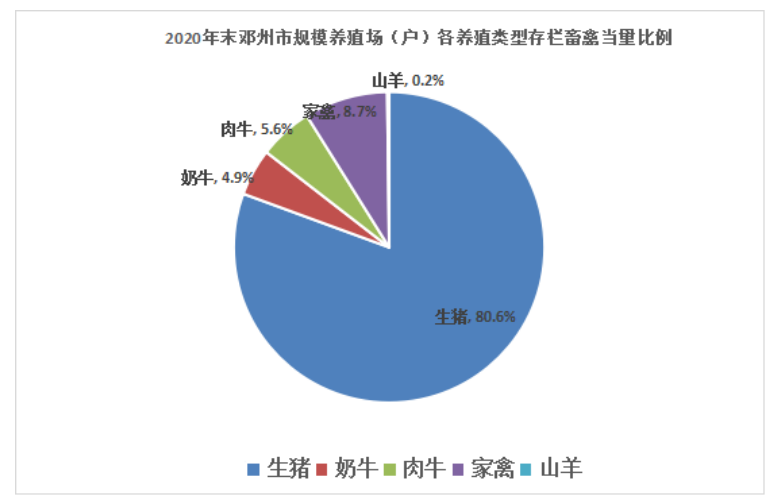 2020年末邓州市规模养殖场（户）各养殖类型存栏畜禽当量比例
山羊, 0.2%
家禽, 8.7%
肉牛, 5.6%
奶牛, 4.9%
生猪, 80.6%
生猪 奶牛 肉牛 家禽 山羊